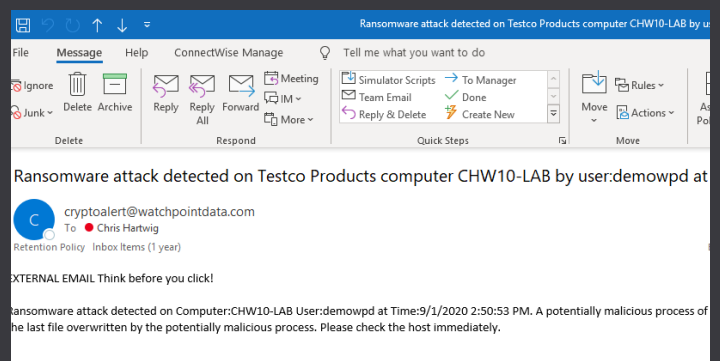 Ransomware attack detected on Testco Products computer CHW10-LAB by us
File Message Help ConnectWise Manage Tell me what you want to do
Ignore
Junk
Delete
Archive
Delete
Reply
Reply All
Forward
Meeting
IM
More
Respond
Simulator Scripts
Team Email
Reply & Delete
To Manager
Done
Create New
Quick Steps
Move
Rules
Actions
Move
Ransomware attack detected on Testco Products computer CHW10-LAB by user:demowpd at
C
cryptoalert@watchpointdata.com
To Chris Hartwig
Retention Policy Inbox Items (1 year)
EXTERNAL EMAIL Think before you click!
Ransomware attack detected on Computer:CHW10-LAB User:demowpd at Time:9/1/2020 2:50:53 PM. A potentially malicious process of
the last file overwritten by the potentially malicious process. Please check the host immediately.